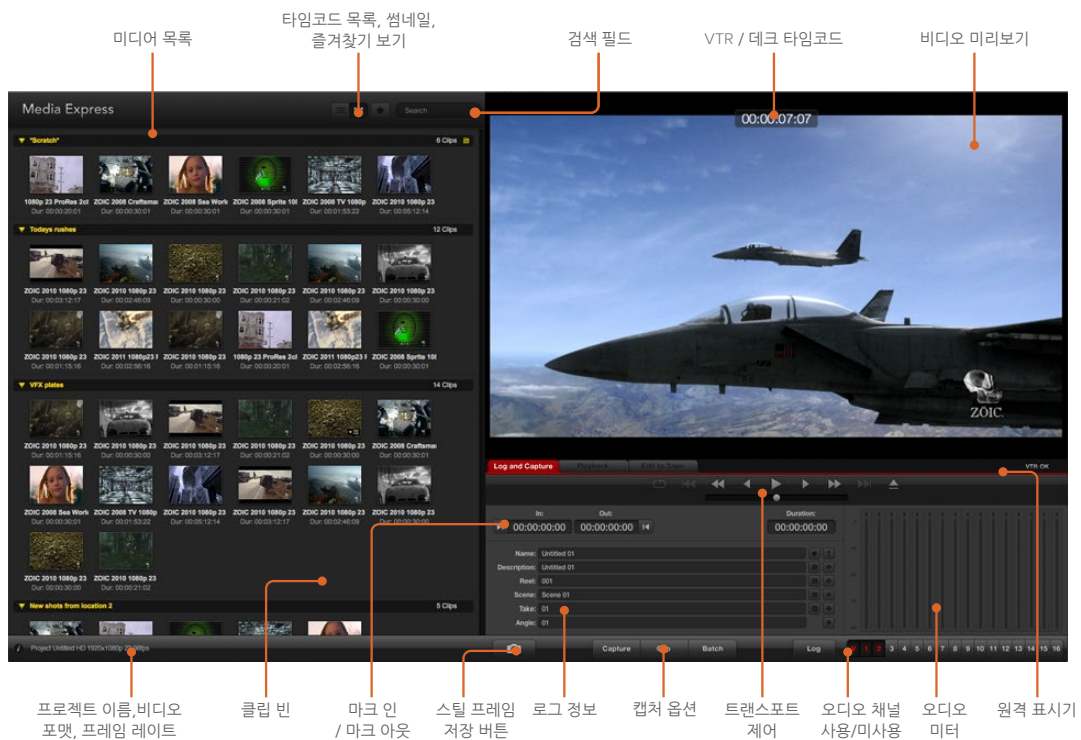 타임코드 목록, 썸네일,
즐겨찾기 보기
미디어 목록
검색 필드
VTR / 데크 타임코드
비디오 미리보기
Media Express
Search
00:00:07:07
"Scratch"
6 Clips
1080p 23 ProRes 2cl
ZOIC 2008 Craftsmar
ZOIC 2008 Sea Work
ZOIC 2008 Sprite 10l
ZOIC 2008 TV 1080p
ZOIC 2010 1080p 23
Dur: 00:00:20:01
Dur: 00:00:30:01
Dur: 00:00:30:01
Dur: 00:00:30:01
Dur: 00:01:53:22
Dur: 00:05:12:14
Todays rushes
12 Clips
ZOIC 2010 1080p 23
ZOIC 2010 1080p 23
ZOIC 2010 1080p 23
ZOIC 2010 1080p 23
ZOIC 2010 1080p 23
ZOIC 2010 1080p 23
Dur: 00:03:12:17
Dur: 00:02:46:09
Dur: 00:00:30:00
Dur: 00:00:21:02
Dur: 00:02:46:09
Dur: 00:00:30:00
ZOIC 2010 1080p 23
ZOIC 2011 1080p23 F
ZOIC 2010 1080p 23
1080p 23 ProRes 2cl
ZOIC 2011 1080p23 F
ZOIC 2008 Sprite 10l
Dur: 00:01:15:16
Dur: 00:02:56:16
Dur: 00:01:15:16
Dur: 00:00:20:01
Dur: 00:02:56:16
Dur: 00:00:30:01
VFX plates
14 Clips
ZOIC 2010 1080p 23
ZOIC 2010 1080p 23
ZOIC 2010 1080p 23
ZOIC 2010 1080p 23
ZOIC 2010 1080p 23
ZOIC 2008 Craftsmar
Dur: 00:01:15:16
Dur: 00:00:30:00
Dur: 00:03:12:17
Dur: 00:00:21:02
Dur: 00:00:30:00
Dur: 00:00:30:01
ZOIC 2008 Sea Work
ZOIC 2008 TV 1080p
ZOIC 2010 1080p 23
ZOIC 2010 1080p 23
ZOIC 2010 1080p 23
ZOIC 2010 1080p 23
Dur: 00:00:30:01
Dur: 00:01:53:22
Dur: 00:05:12:14
Dur: 00:03:12:17
Dur: 00:02:46:09
Dur: 00:00:30:00
ZOIC 2010 1080p 23
ZOIC 2010 1080p 23
Dur: 00:00:30:00
Dur: 00:00:21:02
New shots from location 2
5 Clips
ZOIC.
Log and Capture
Playback
Edit to Tape
VTR OK
In:
Out:
Duration:
00:00:00:00
00:00:00:00
00:00:00:00
Name: Untitled 01
Description: Untitled 01
Reel: 001
Scene: Scene 01
Take: 01
Angle: 01
Project Untitled HD 1920x1080p
Capture
Batch
Log
1 2 3 4 5 6 7 8 9 10 11 12 13 14 15 16
프로젝트 이름,비디오
포맷, 프레임 레이트
클립 빈
마크 인
/ 마크 아웃
스틸 프레임
저장 버튼
로그 정보
캡처 옵션
트랜스포트
제어
오디오 채널
사용/미사용
오디오
미터
원격 표시기